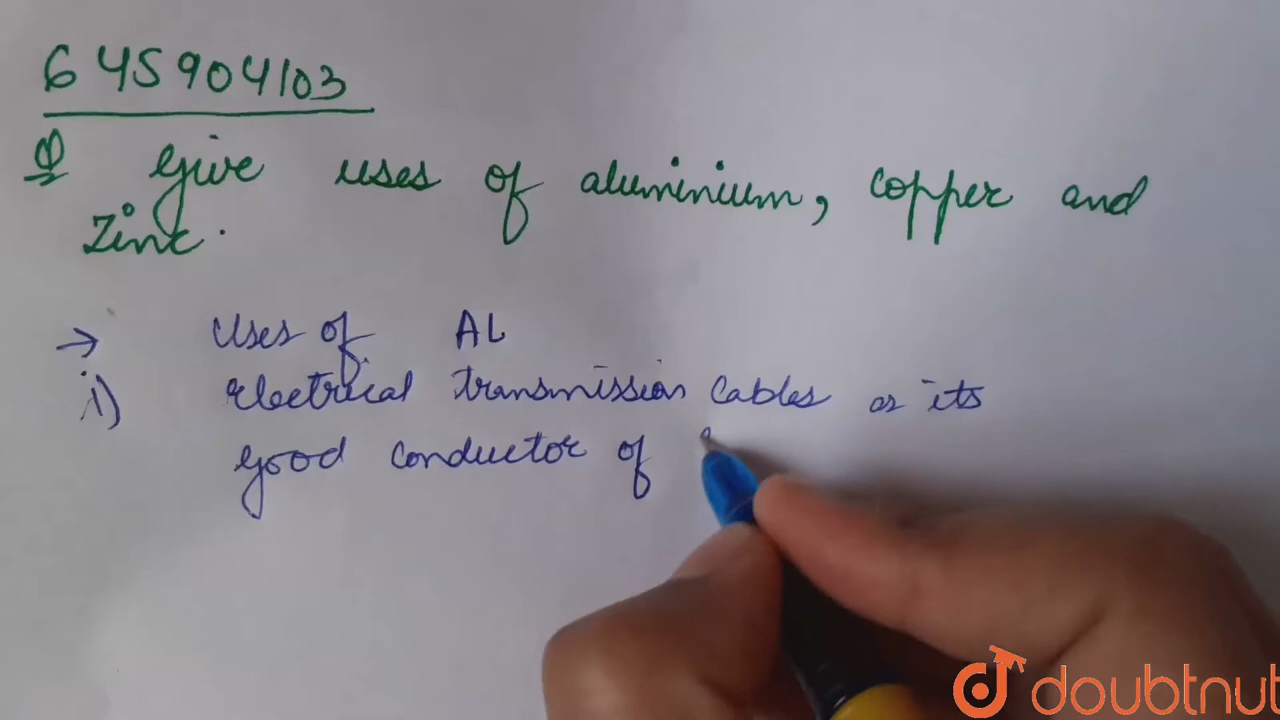 645904103
Q Give uses of aluminium, copper and
Zinc.
→ Uses of AL
i) Electrical transmission cables as its
good conductor of
doubtnut